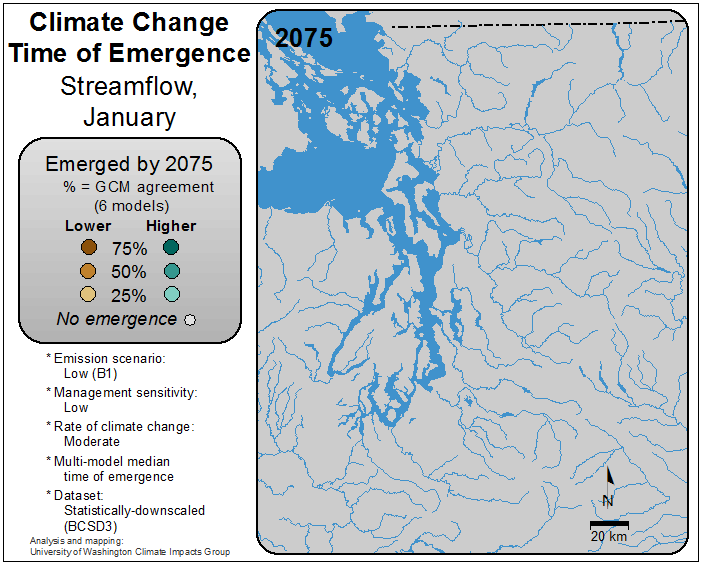 Climate Change
Time of Emergence
Streamflow,
January
Emerged by 2075
% = GCM agreement
(6 models)
Lower Higher
75%
50%
25%
No emergence
* Emission scenario:
Low (B1)
* Management sensitivity:
Low
* Rate of climate change:
Moderate
* Multi-model median
time of emergence
* Dataset:
Statistically-downscaled
(BCSD3)
Analysis and mapping:
University of Washington Climate Impacts Group
2075
N
20 km